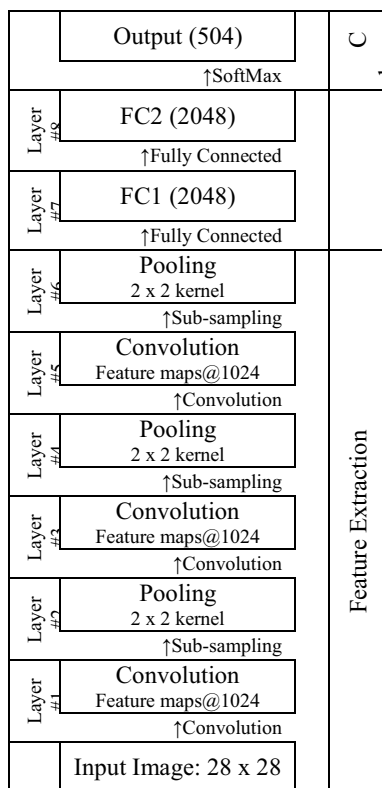 Output (504)
C
↑SoftMax
Layer #8
FC2 (2048)
↑Fully Connected
Layer #7
FC1 (2048)
↑Fully Connected
Layer #6
Pooling
2 x 2 kernel
↑Sub-sampling
Layer #5
Convolution
Feature maps@1024
↑Convolution
Layer #4
Pooling
2 x 2 kernel
↑Sub-sampling
Layer #3
Convolution
Feature maps@1024
↑Convolution
Layer #2
Pooling
2 x 2 kernel
↑Sub-sampling
Layer #1
Convolution
Feature maps@1024
↑Convolution
Input Image: 28 x 28
Feature Extraction